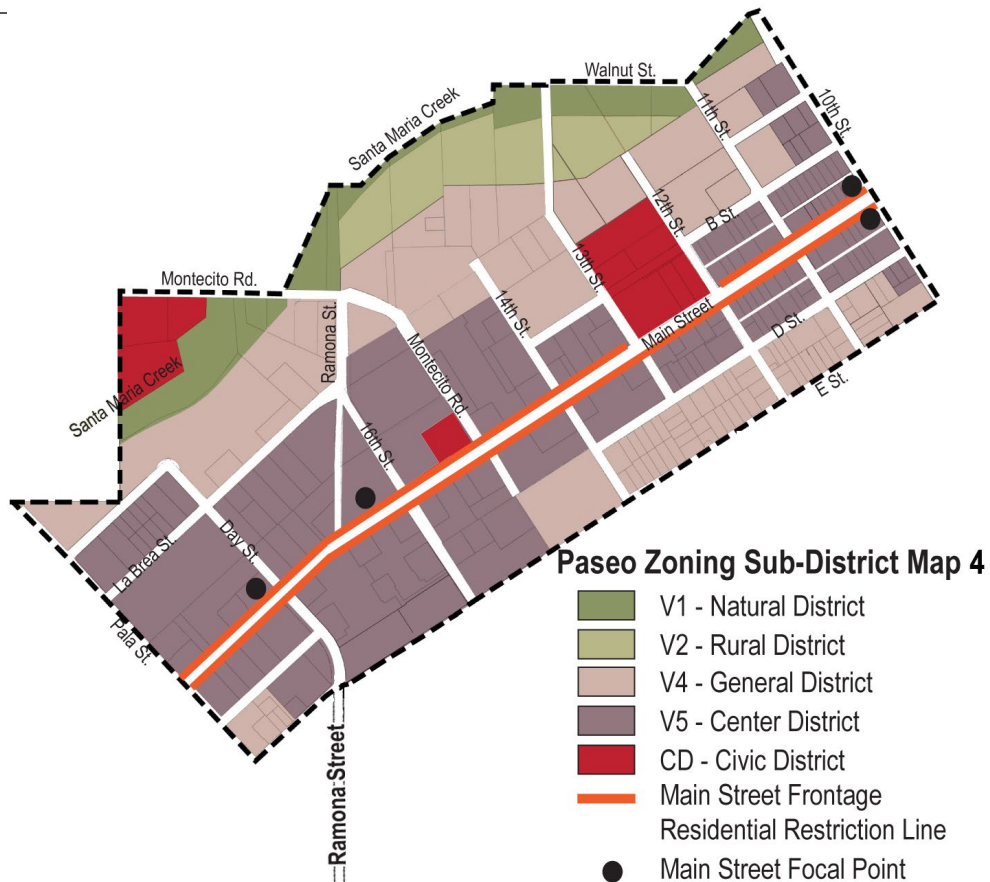 Walnut St.
Santa Maria Creek
11th St.
10th St.
12th St.
B St.
13th St.
Montecito Rd.
Ramona St.
14th St.
Main Street
D St.
Montecito Rd.
E St.
Santa Maria Creek
16th St.
Day St.
La Brea St.
Pala St.
Ramona Street
Paseo Zoning Sub-District Map 4
V1 - Natural District
V2 - Rural District
V4 - General District
V5 - Center District
CD - Civic District
Main Street Frontage
Residential Restriction Line
Main Street Focal Point